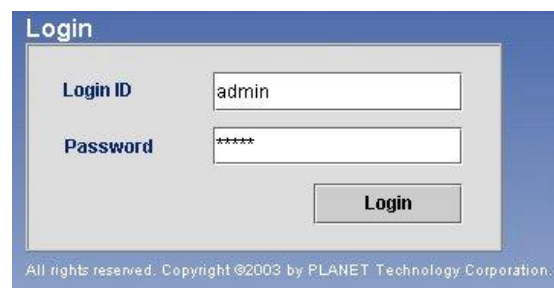 Login
Login ID admin
Password *****
Login
All rights reserved. Copyright ©2003 by PLANET Technology Corporation.